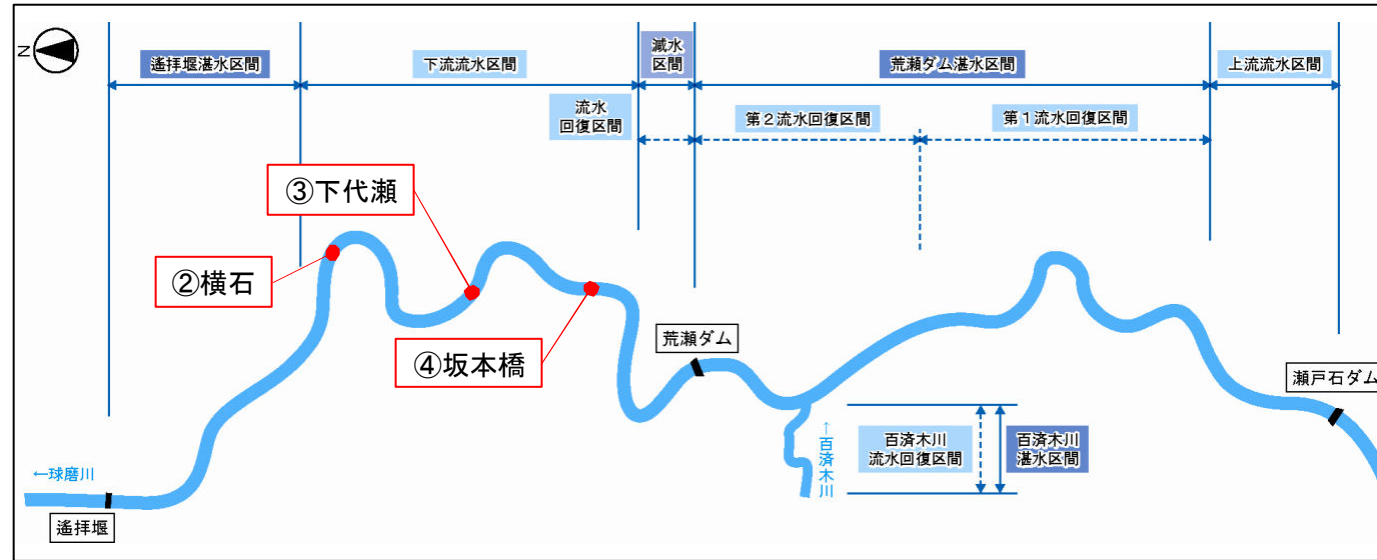 N
遙拝堰湛水区間
下流流水区間
減水
区間
荒瀬ダム湛水区間
上流流水区間
流水
回復区間
第2流水回復区間
第1流水回復区間
③下代瀬
②横石
④坂本橋
荒瀬ダム
瀬戸石ダム
←百済木川
百済木川
流水回復区間
百済木川
湛水区間
←球磨川
遙拝堰